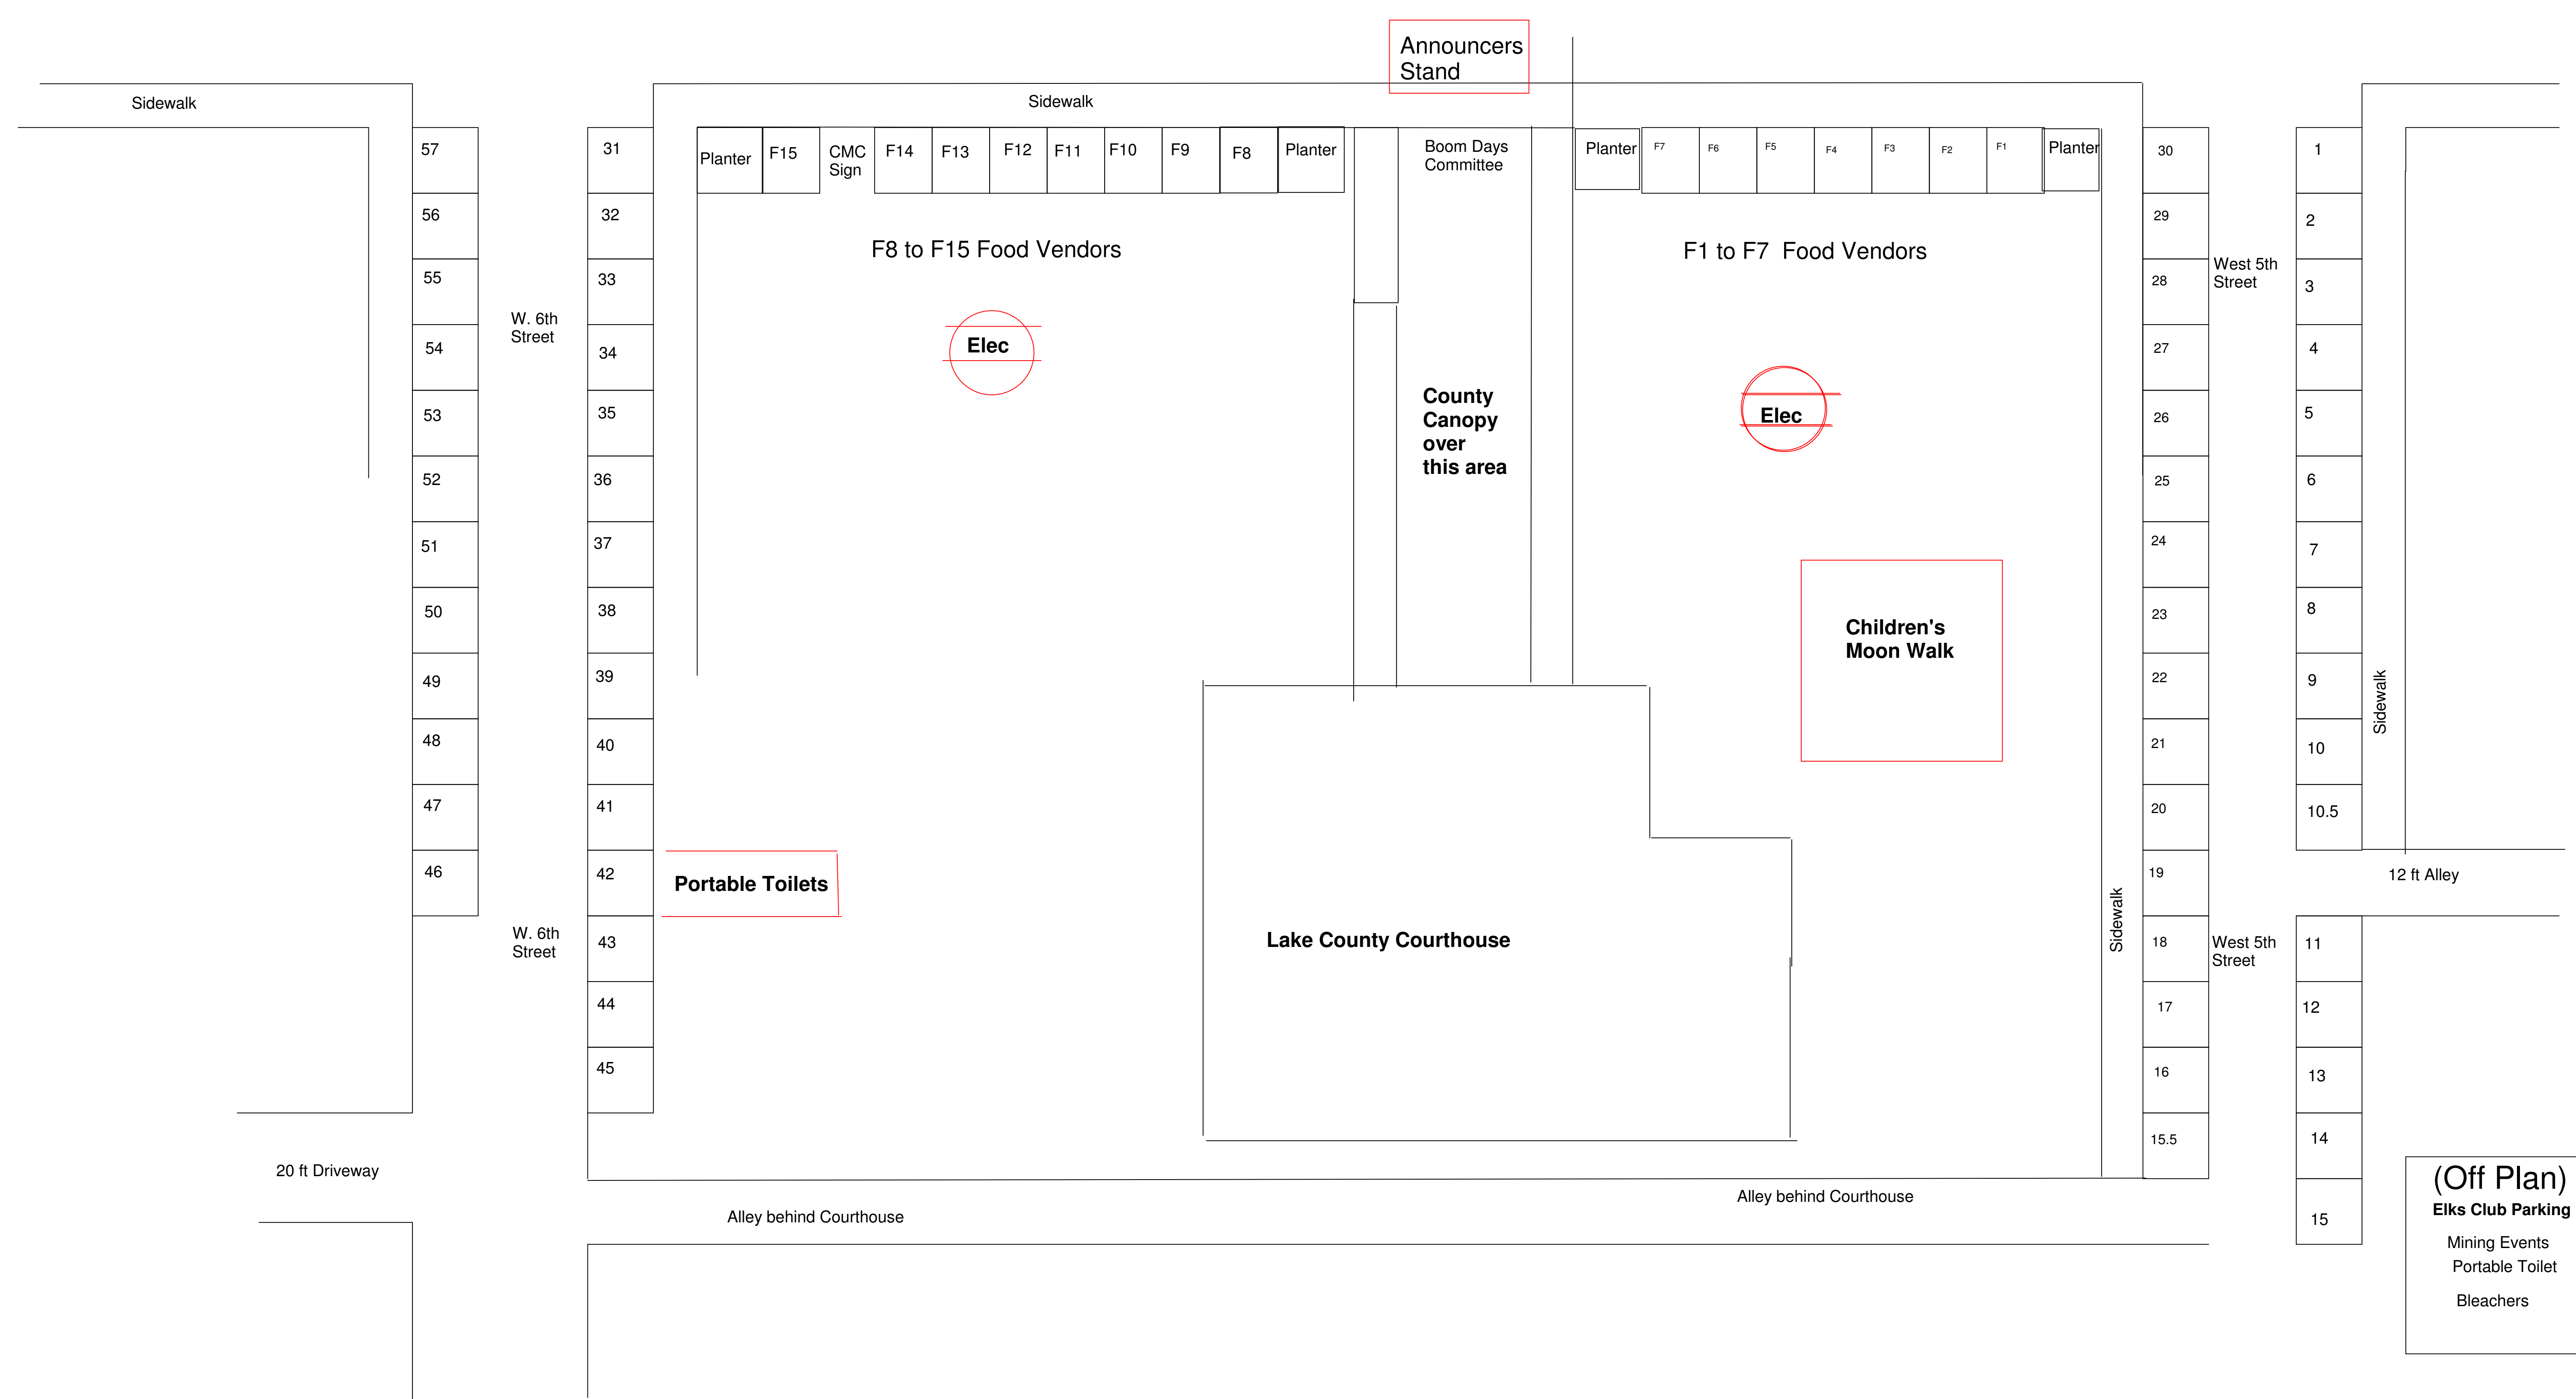 Announcers
Stand
Sidewalk
Sidewalk
57
31
Planter
F15
CMC
Sign
F14
F13
F12
F11
F10
F9
F8
Planter
Boom Days
Committee
Planter
F7
F6
F5
F4
F3
F2
F1
Planter
30
1
56
32
29
2
F8 to F15 Food Vendors
F1 to F7 Food Vendors
55
33
28
West 5th
Street
3
W. 6th
Street
54
34
Elec
27
4
County
Canopy
over
this area
53
35
Elec
26
5
52
36
25
6
51
37
24
7
50
38
23
8
Children's
Moon Walk
49
39
22
9
Sidewalk
48
40
21
10
47
41
20
10.5
46
42
Portable Toilets
19
12 ft Alley
W. 6th
Street
43
Lake County Courthouse
Sidewalk
18
West 5th
Street
11
44
17
12
45
16
13
15.5
14
20 ft Driveway
Alley behind Courthouse
Alley behind Courthouse
15
(Off Plan)
Elks Club Parking
Mining Events
Portable Toilet
Bleachers